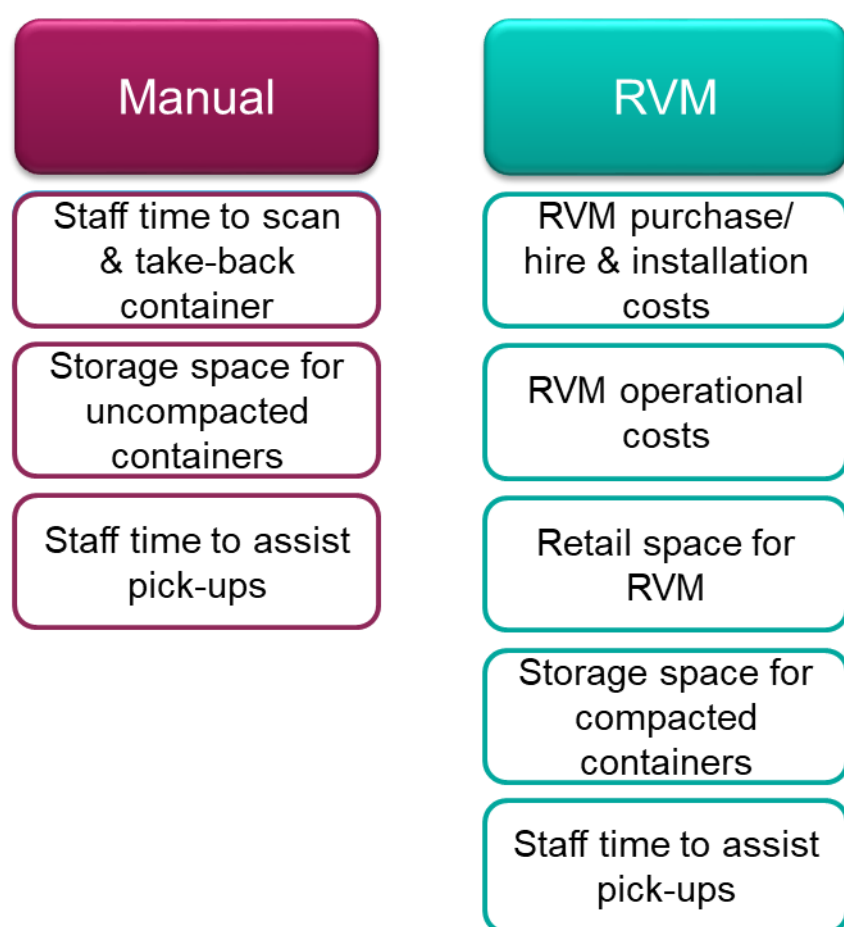 Manual
Staff time to scan
& take-back
container
Storage space for
uncompacted
containers
Staff time to assist
pick-ups
RVM
RVM purchase/
hire & installation
costs
RVM operational
costs
Retail space for
RVM
Storage space for
compacted
containers
Staff time to assist
pick-ups